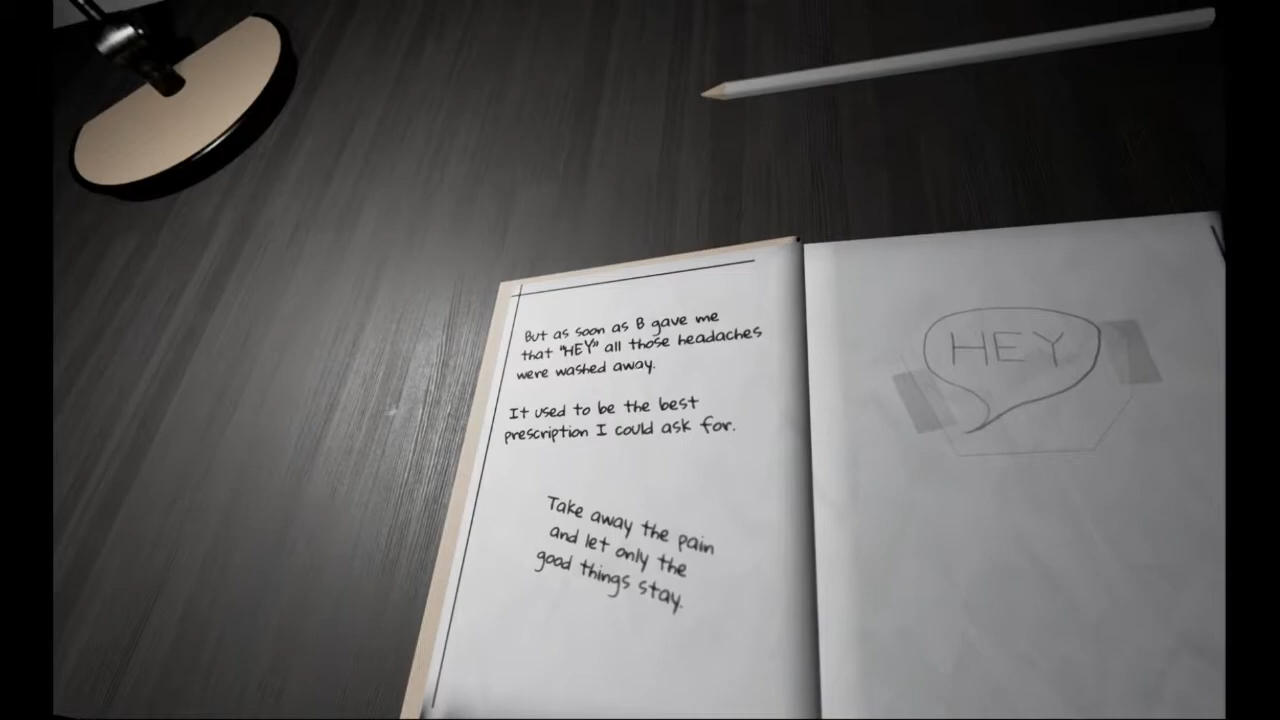 But as soon as B gave me
that "HEY" all those headaches
were washed away.
It used to be the best
prescription I could ask for.
Take away the pain
and let only the
good things stay.
HEY